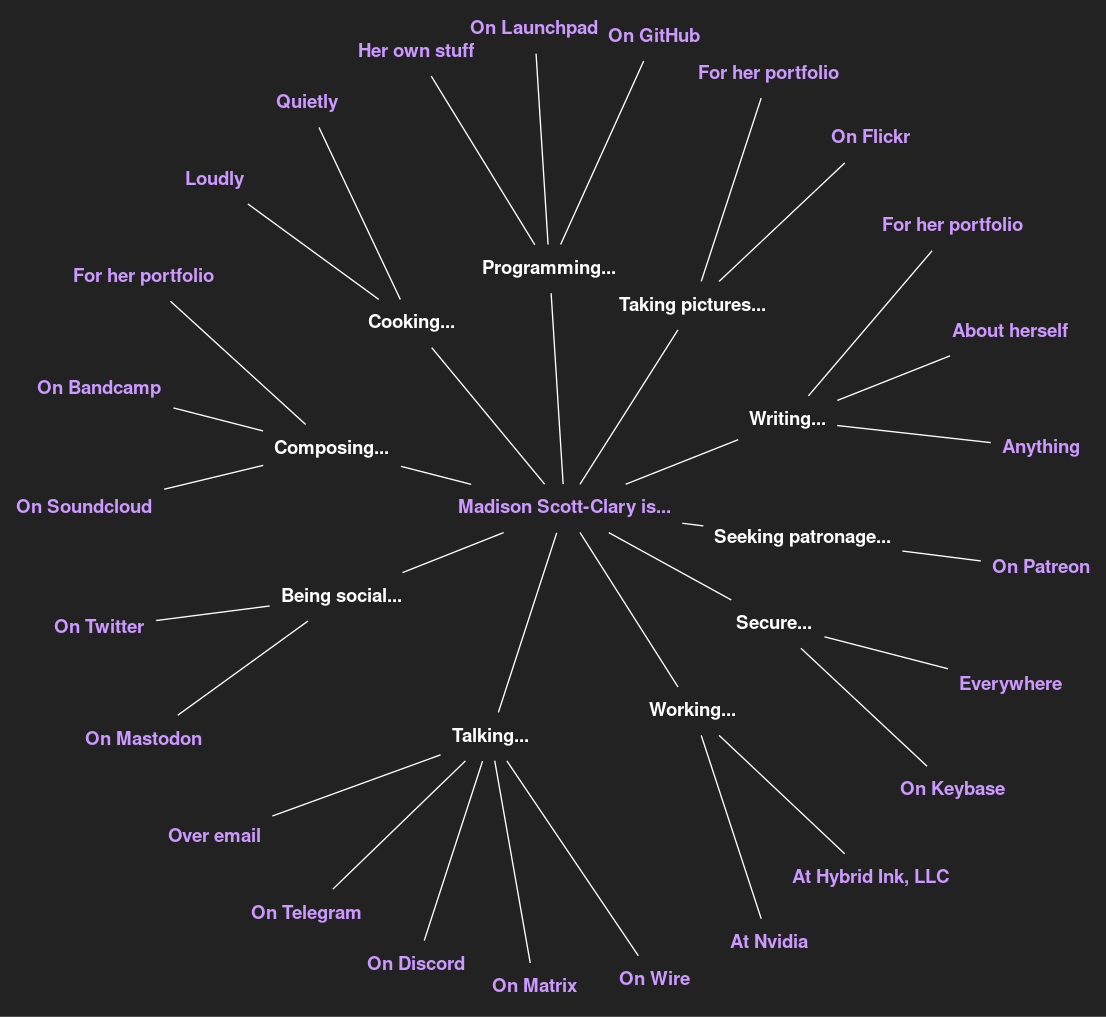 On Launchpad
On GitHub
Her own stuff
For her portfolio
Quietly
On Flickr
Loudly
For her portfolio
Programming...
For her portfolio
Taking pictures...
Cooking...
About herself
On Bandcamp
Writing...
Composing...
Anything
On Soundcloud
Madison Scott-Clary is...
Seeking patronage...
On Patreon
Being social...
Secure...
On Twitter
Everywhere
Working...
Talking...
On Mastodon
On Keybase
Over email
At Hybrid Ink, LLC
On Telegram
At Nvidia
On Discord
On Wire
On Matrix